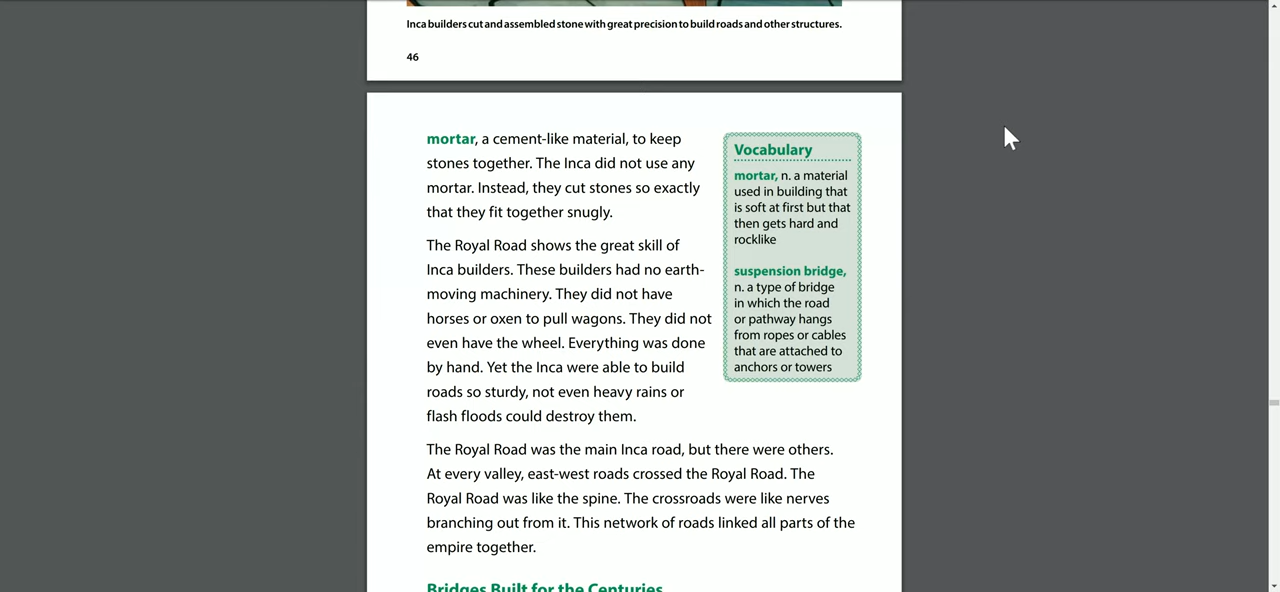 Inca builders cut and assembled stone with great precision to build roads and other structures.
46
mortar, a cement-like material, to keep
stones together. The Inca did not use any
mortar. Instead, they cut stones so exactly
that they fit together snugly.
The Royal Road shows the great skill of
Inca builders. These builders had no earth-
moving machinery. They did not have
horses or oxen to pull wagons. They did not
even have the wheel. Everything was done
by hand. Yet the Inca were able to build
roads so sturdy, not even heavy rains or
flash floods could destroy them.
Vocabulary
mortar, n. a material
used in building that
is soft at first but that
then gets hard and
rocklike
suspension bridge,
n. a type of bridge
in which the road
or pathway hangs
from ropes or cables
that are attached to
anchors or towers
The Royal Road was the main Inca road, but there were others.
At every valley, east-west roads crossed the Royal Road. The
Royal Road was like the spine. The crossroads were like nerves
branching out from it. This network of roads linked all parts of the
empire together.
Bridges Built for the Centuries